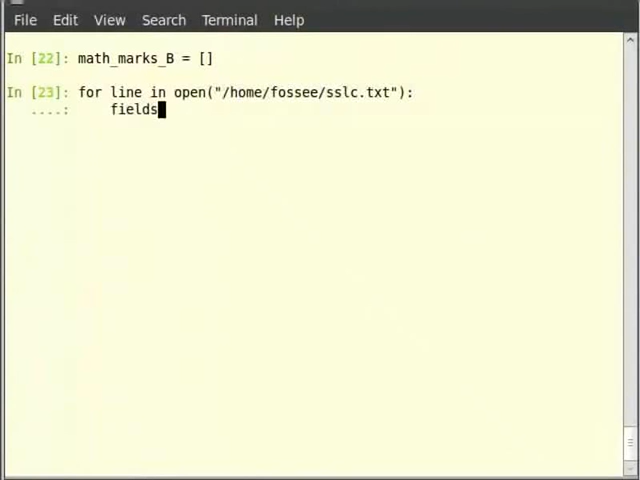 File Edit View Search Terminal Help
In [22]: math_marks_B = []
In [23]: for line in open("/home/fossee/sslc.txt"):
....: fields